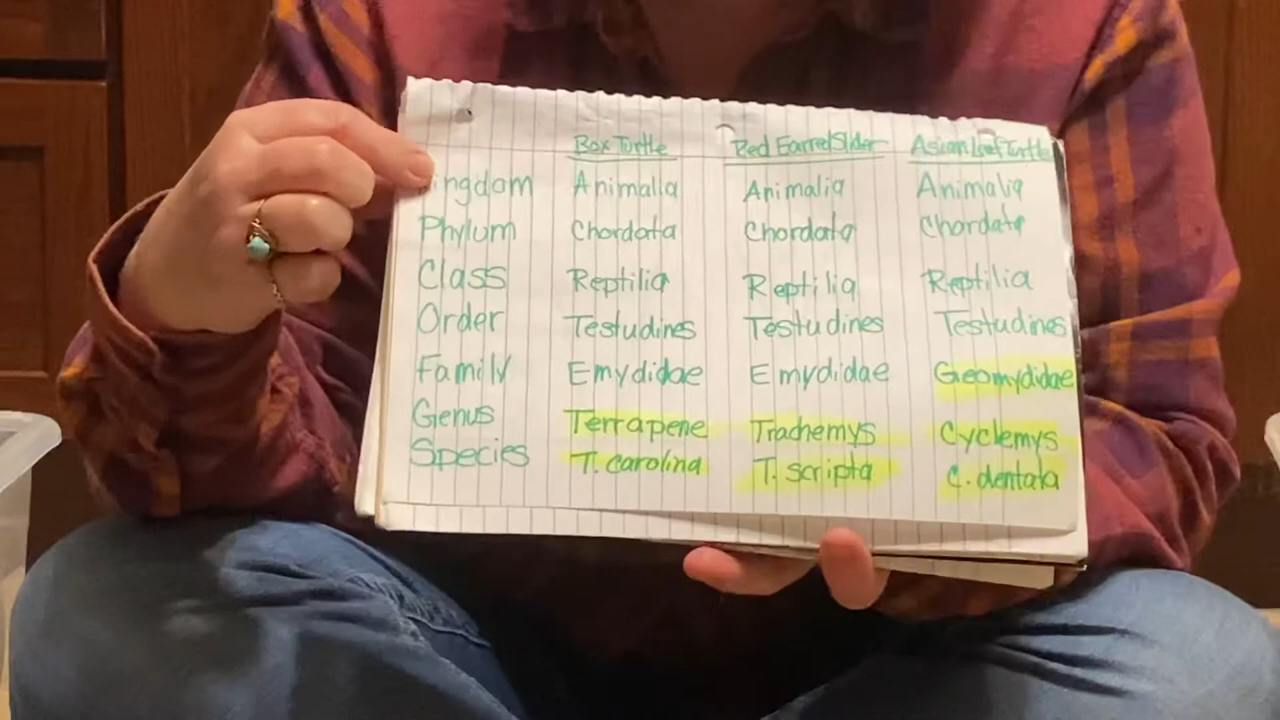 Box Turtle Red Earred Slider Asian Leaf Turtle
ingdom Animalia Animalia Animalia
Phylum Chordata Chordata Chordata
Class Reptilia Reptilia Reptilia
Order Testudines Testudines Testudines
Family Emydidae Emydidae Geomydidae
Genus Terrapene Trachemys Cyclemys
Species T. carolina T. scripta C. dentata